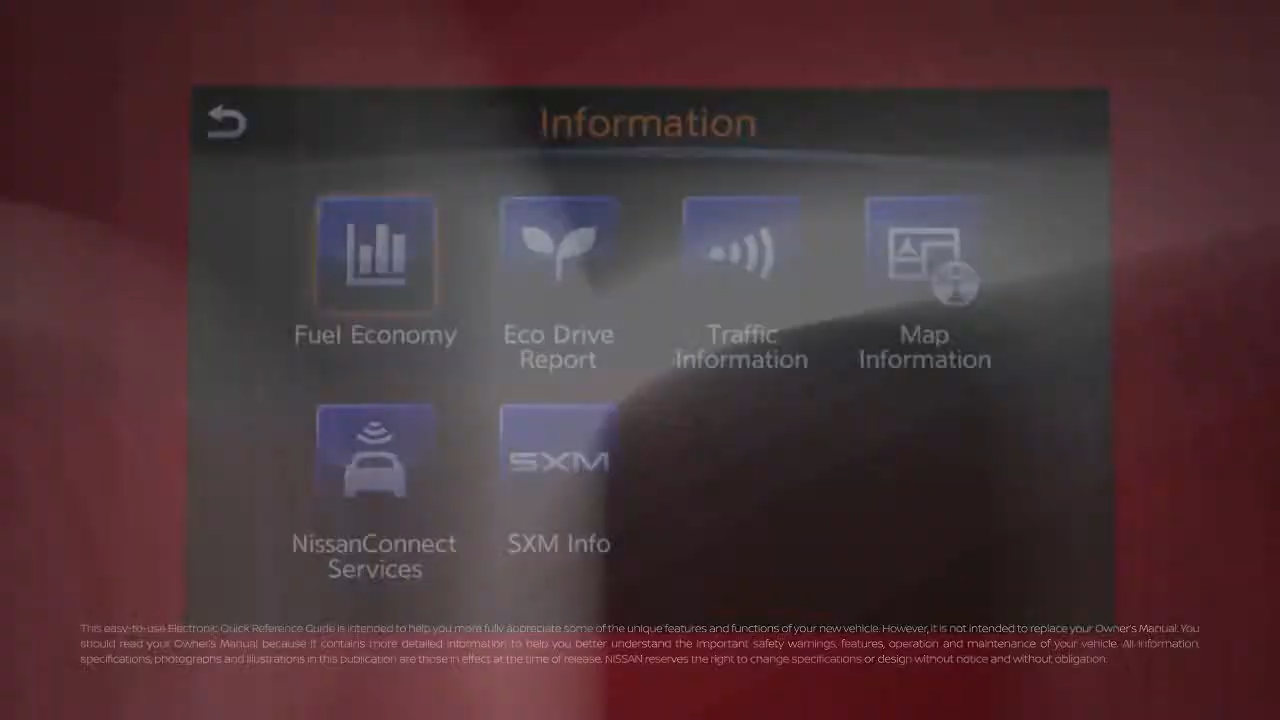 Information
Fuel Economy
Eco Drive
Report
Traffic
Information
Map
Information
SXM
NissanConnect
Services
SXM Info
This easy-to-use Electronic Quick Reference Guide is intended to help you more fully appreciate some of the unique features and functions of your new vehicle. However, it is not intended to replace your Owner's Manual. You
should read your Owner's Manual because it contains more detailed information to help you better understand the important safety warnings, features, operation and maintenance of your vehicle. All information,
specifications, photographs and illustrations in this publication are those in effect at the time of release. NISSAN reserves the right to change specifications or design without notice and without obligation.